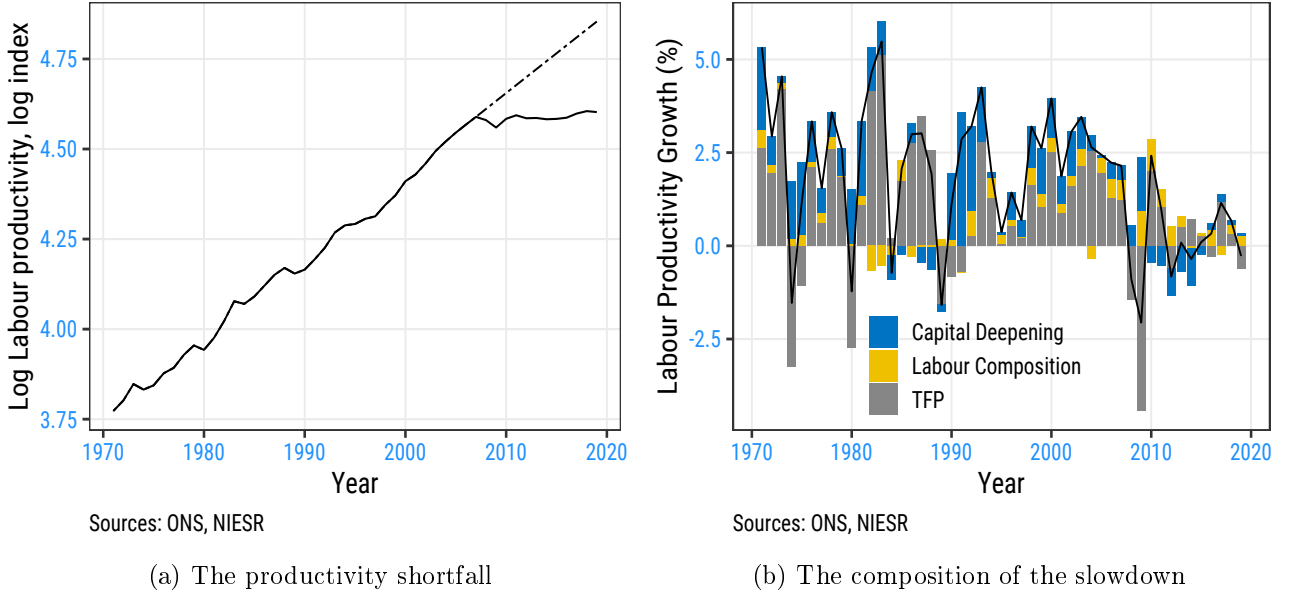 Log Labour productivity, log index
4.75
4.50
4.25
4.00
3.75
1970 1980 1990 2000 2010 2020
Year
Sources: ONS, NIESR
(a) The productivity shortfall
Labour Productivity Growth (%)
5.0
2.5
0.0
-2.5
Capital Deepening
Labour Composition
TFP
1970 1980 1990 2000 2010 2020
Year
Sources: ONS, NIESR
(b) The composition of the slowdown